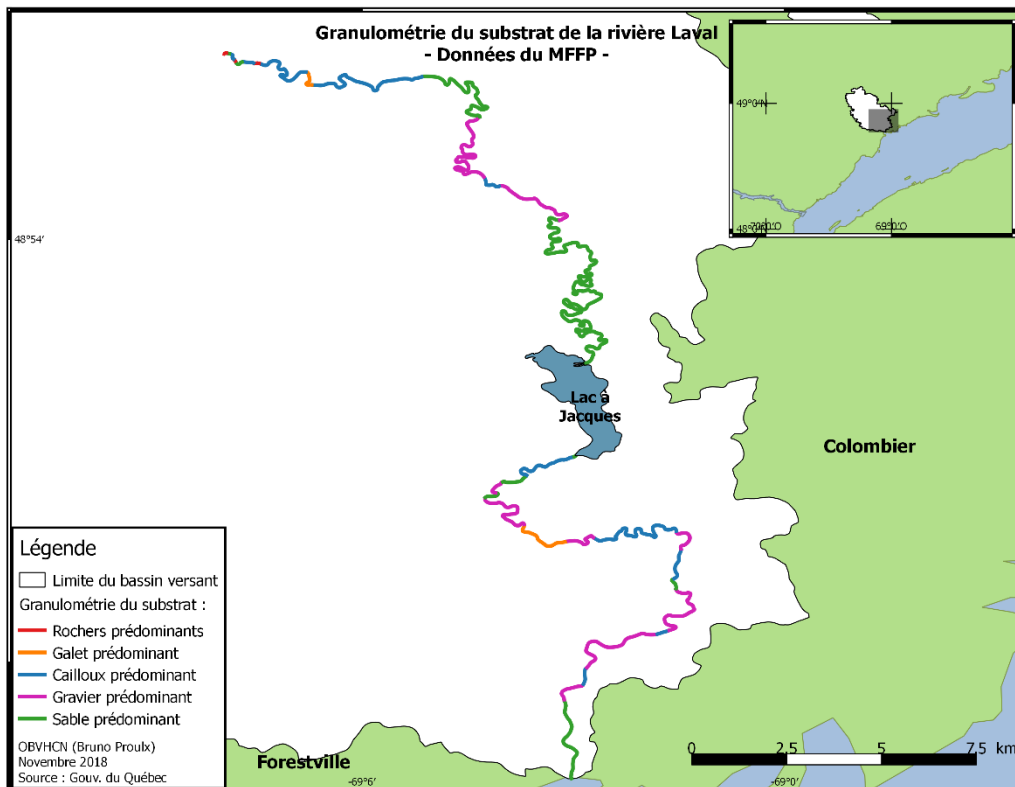 Granulométrie du substrat de la rivière Laval
- Données du MFFP -
49°0'N
48°0'
69°0'O
48°54'
Lac à
Jacques
Colombier
Légende
Limite du bassin versant
Granulométrie du substrat :
Rochers prédominants
Galet prédominant
Cailloux prédominant
Gravier prédominant
Sable prédominant
OBVHCN (Bruno Proulx)
Novembre 2018
Source : Gouv. du Québec
Forestville
-69°6'
-69°0'
0 2.5 5 7.5 km